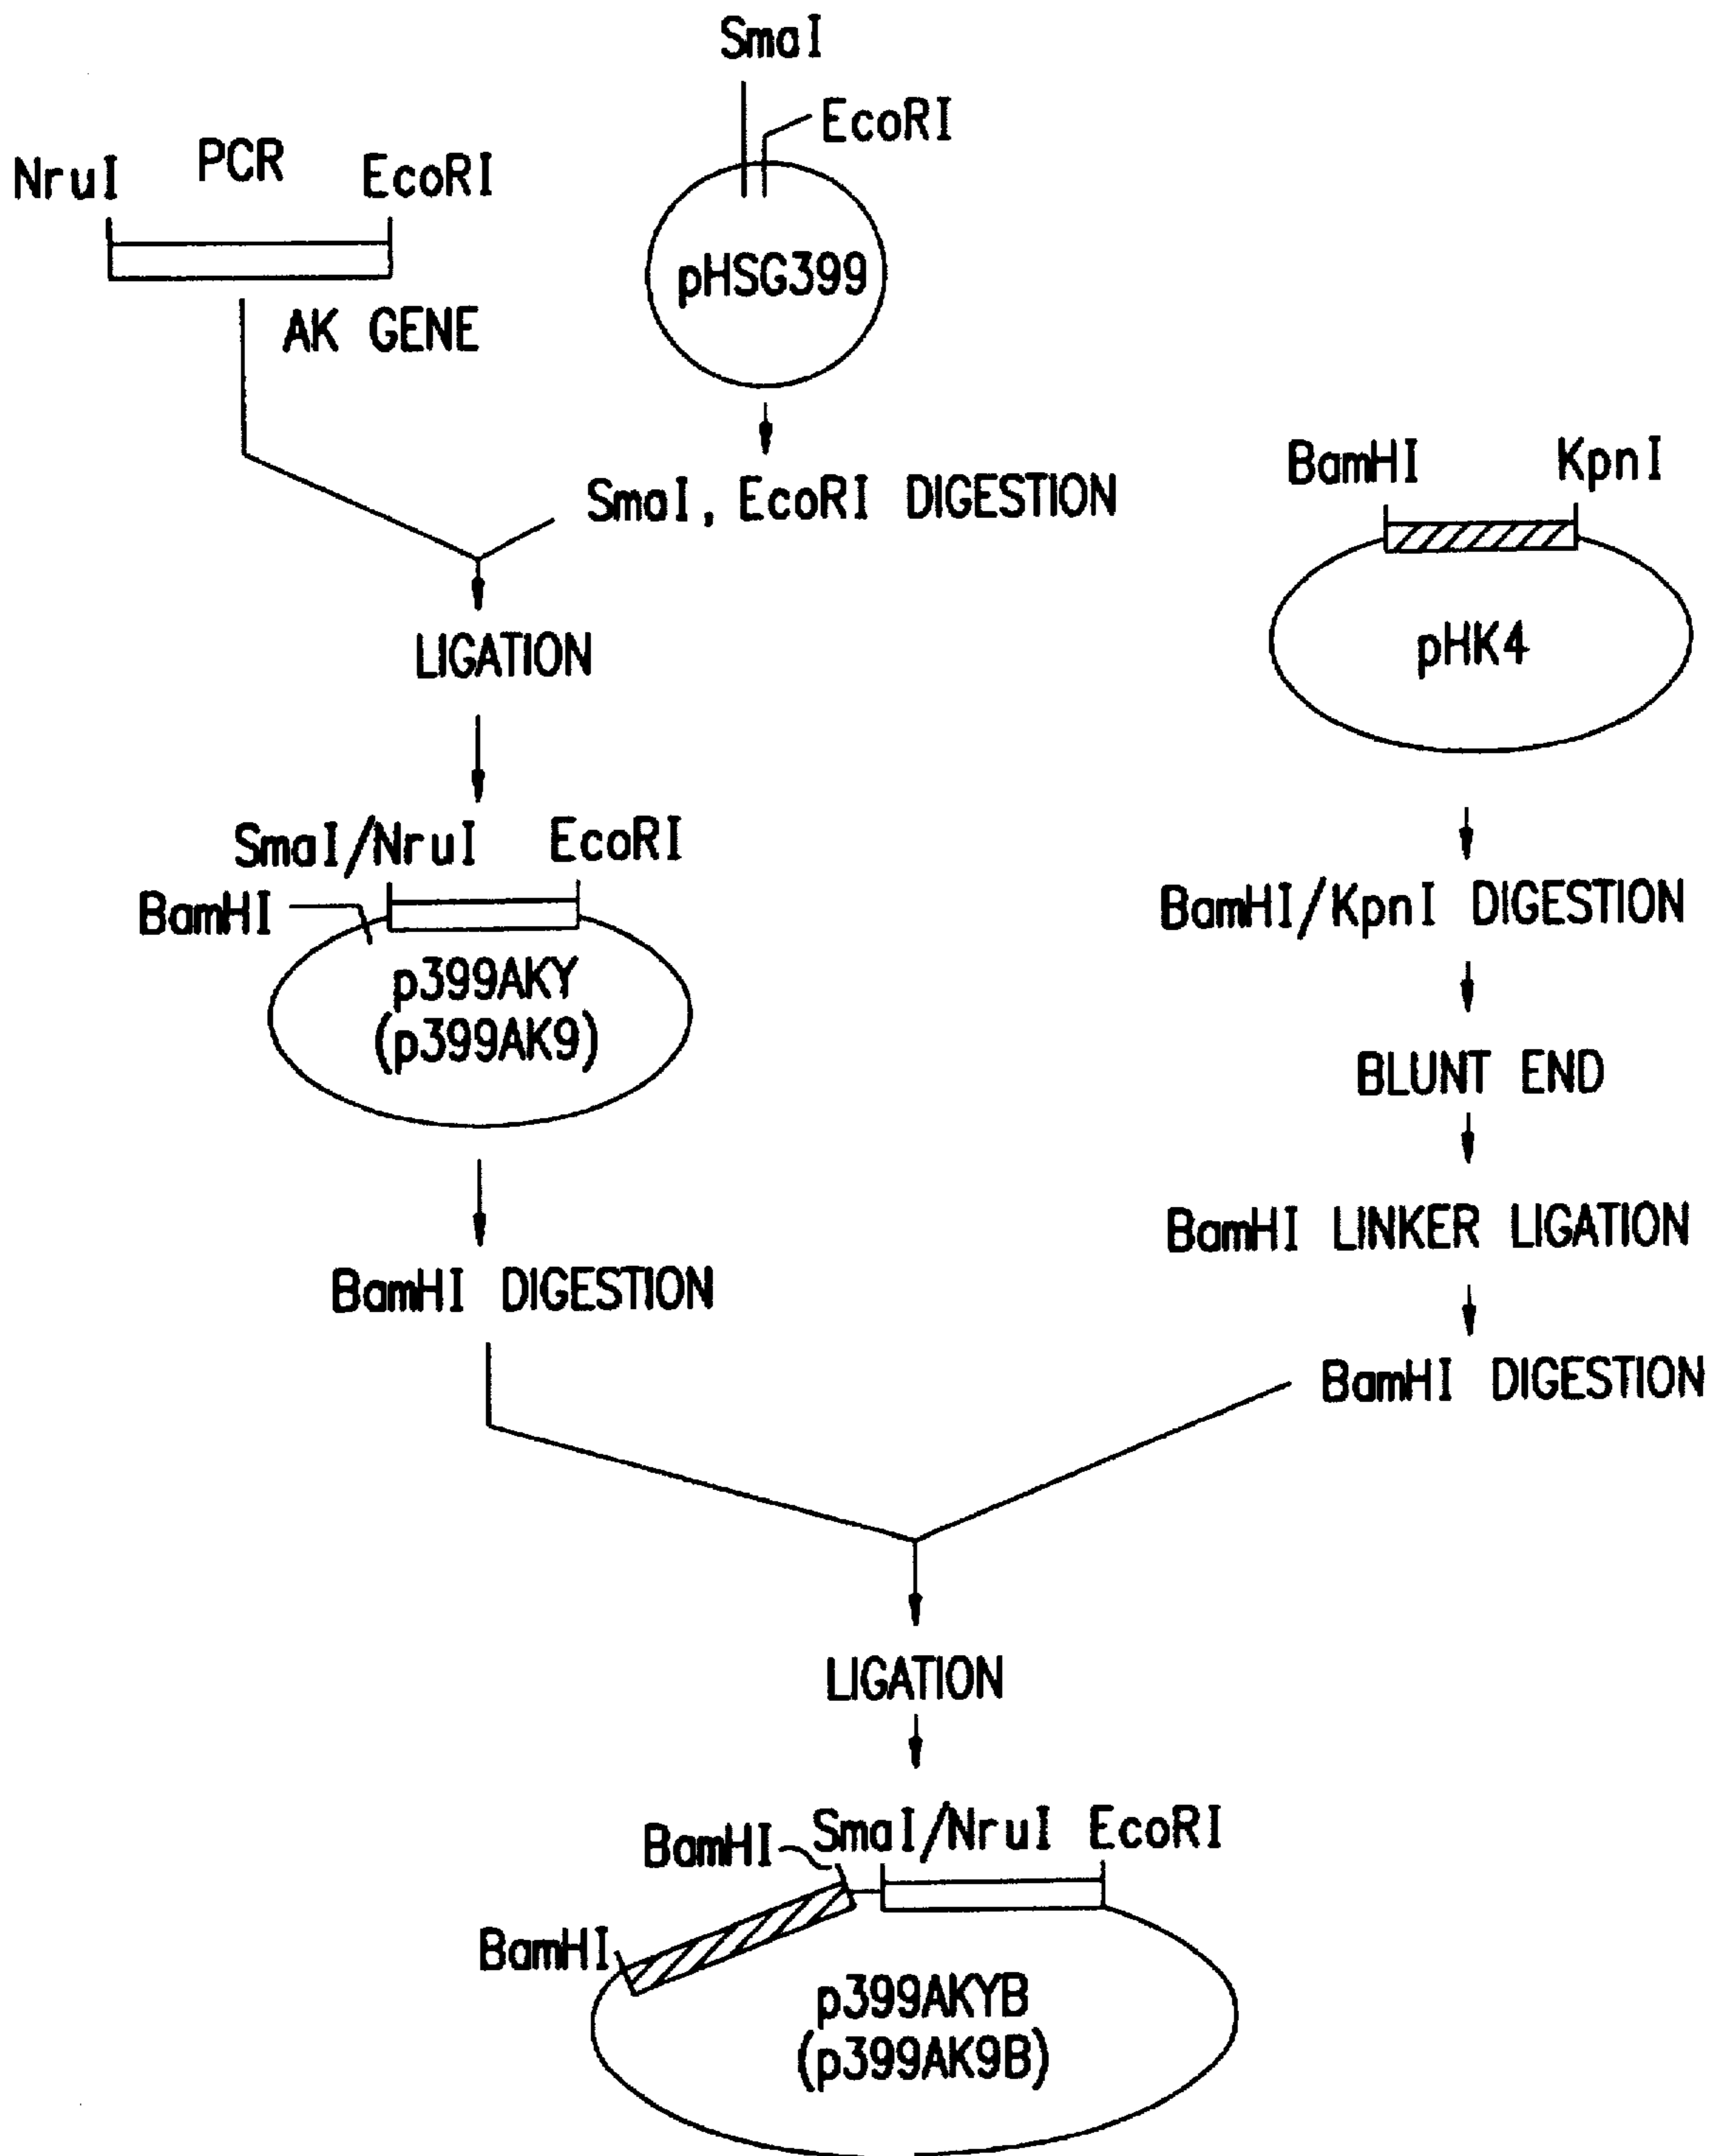 SmaI
EcoRI
NruI PCR EcoRI
pHSG399
AK GENE
SmaI, EcoRI DIGESTION
BamHI KpnI
LIGATION
pHK4
SmaI/NruI EcoRI
BamHI
p399AKY
(p399AK9)
BamHI/KpnI DIGESTION
BLUNT END
BamHI LINKER LIGATION
BamHI DIGESTION
BamHI DIGESTION
LIGATION
BamHI SmaI/NruI EcoRI
BamHI
p399AKYB
(p399AK9B)